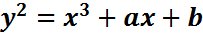 y² = x³ + ax + b